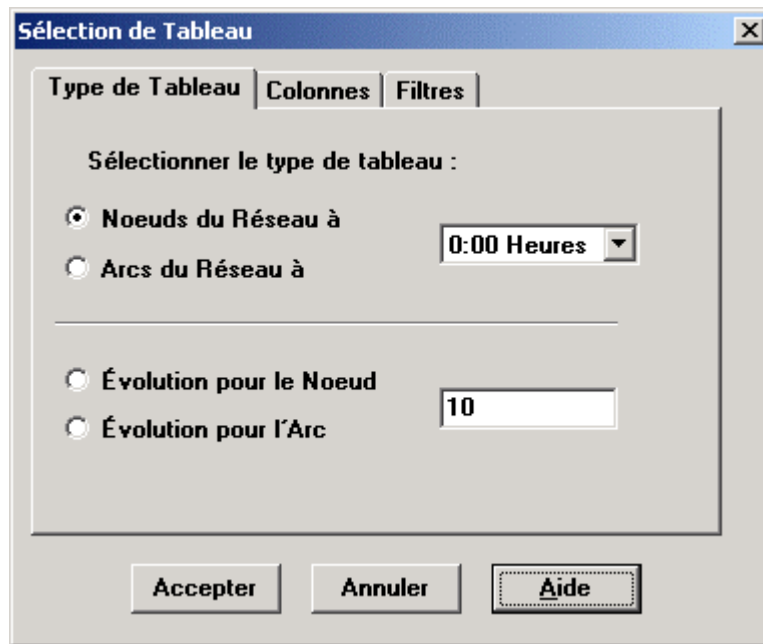 Sélection de Tableau
Type de Tableau Colonnes Filtres
Sélectionner le type de tableau :
Noeuds du Réseau à
0:00 Heures
Arcs du Réseau à
Évolution pour le Noeud
10
Évolution pour l´Arc
Accepter Annuler Aide